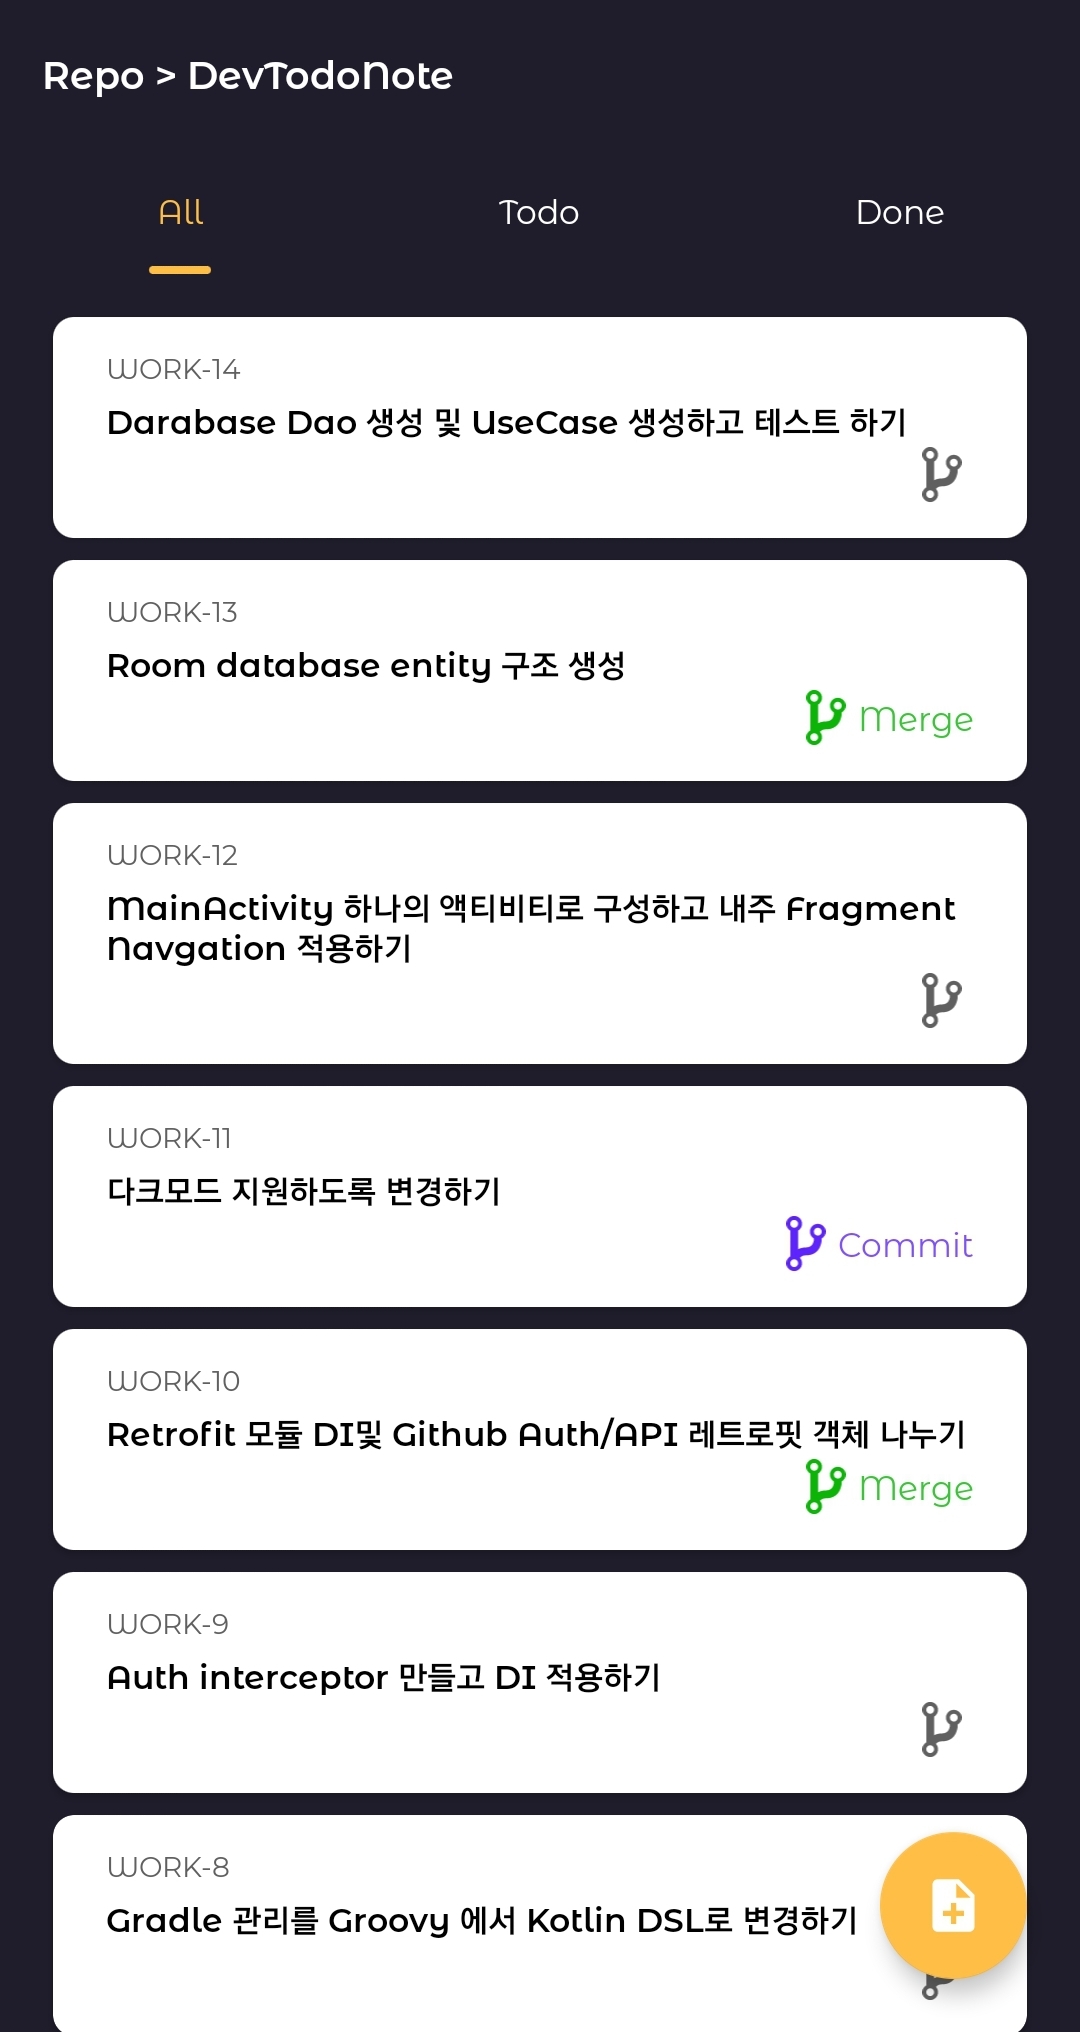 Repo > DevTodoNote
All
Todo
Done
WORK-14
Darabase Dao 생성 및 UseCase 생성하고 테스트 하기
WORK-13
Room database entity 구조 생성
Merge
WORK-12
MainActivity 하나의 액티비티로 구성하고 내주 Fragment
Navgation 적용하기
WORK-11
다크모드 지원하도록 변경하기
Commit
WORK-10
Retrofit 모듈 DI및 Github Auth/API 레트로핏 객체 나누기
Merge
WORK-9
Auth interceptor 만들고 DI 적용하기
WORK-8
Gradle 관리를 Groovy 에서 Kotlin DSL로 변경하기